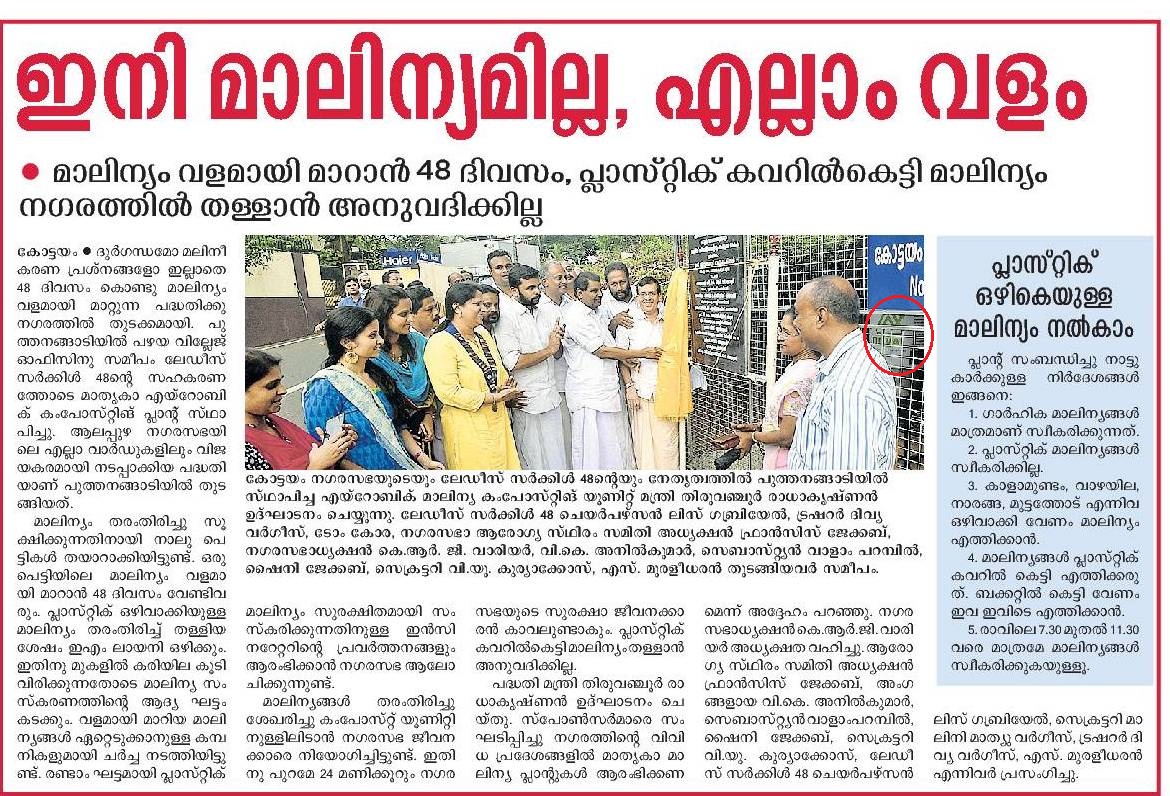 ഇനി മാലിന്യമില്ല, എല്ലാം വളം
● മാലിന്യം വളമായി മാറാൻ 48 ദിവസം, പ്ലാസ്റ്റിക് കവറിൽകെട്ടി മാലിന്യം
നഗരത്തിൽ തള്ളാൻ അനുവദിക്കില്ല
കോട്ടയം ● ദുർഗന്ധമോ മലിനീ
കരണ പ്രശ്നങ്ങളോ ഇല്ലാതെ
48 ദിവസം കൊണ്ടു മാലിന്യം
വളമായി മാറ്റുന്ന പദ്ധതിക്കു
നഗരത്തിൽ തുടക്കമായി. പു
ത്തനങ്ങാടിയിൽ പഴയ വില്ലേജ്
ഓഫിസിനു സമീപം ലേഡീസ്
സർക്കിൾ 48ന്റെ സഹകരണ
ത്തോടെ മാതൃകാ എയ്റോബി
ക് കംപോസ്റ്റിങ് പ്ലാന്റ് സ്ഥാ
പിച്ചു. ആലപ്പുഴ നഗരസഭയി
ലെ എല്ലാ വാർഡുകളിലും വിജ
യകരമായി നടപ്പാക്കിയ പദ്ധതി
യാണ് പുത്തനങ്ങാടിയിൽ തുട
ങ്ങിയത്.
മാലിന്യം തരംതിരിച്ചു സൂ
ക്ഷിക്കുന്നതിനായി നാലു പെ
ട്ടികൾ തയാറാക്കിയിട്ടുണ്ട്. ഒരു
പെട്ടിയിലെ മാലിന്യം വളമാ
യി മാറാൻ 48 ദിവസം വേണ്ടിവ
രും. പ്ലാസ്റ്റിക് ഒഴിവാക്കിയുള്ള
മാലിന്യം തരംതിരിച്ച് തള്ളിയ
ശേഷം ഇഎം ലായനി ഒഴിക്കും.
ഇതിനു മുകളിൽ കരിയില കൂടി
വിരിക്കുന്നതോടെ മാലിന്യ സം
സ്കരണത്തിന്റെ ആദ്യ ഘട്ടം
കടക്കും. വളമായി മാറിയ മാലി
ന്യങ്ങൾ ഏറ്റെടുക്കാനുള്ള കമ്പ
നികളുമായി ചർച്ച നടത്തിയിട്ടു
ണ്ട്. രണ്ടാം ഘട്ടമായി പ്ലാസ്റ്റിക്
Haier
കോട്ടയം
No
കോട്ടയം നഗരസഭയുടെയും ലേഡീസ് സർക്കിൾ 48ന്റെയും നേതൃത്വത്തിൽ പുത്തനങ്ങാടിയിൽ
സ്ഥാപിച്ച എയ്റോബിക് മാലിന്യ കംപോസ്റ്റിങ് യൂണിറ്റ് മന്ത്രി തിരുവഞ്ചൂർ രാധാകൃഷ്ണൻ
ഉദ്ഘാടനം ചെയ്യുന്നു. ലേഡീസ് സർക്കിൾ 48 ചെയർപഴ്സൻ ലിസ് ഗബ്രിയേൽ, ട്രഷറർ ദിവ്യ
വർഗീസ്, ടോം കോര, നഗരസഭാ ആരോഗ്യ സ്ഥിരം സമിതി അധ്യക്ഷൻ ഫ്രാൻസിസ് ജേക്കബ്,
നഗരസഭാധ്യക്ഷൻ കെ.ആർ. ജി. വാരിയർ, വി.കെ. അനിൽകുമാർ, സെബാസ്റ്റ്യൻ വാളാം പറമ്പിൽ,
ഷൈനി ജേക്കബ്, സെക്രട്ടറി വി.യു. കുര്യാക്കോസ്, എസ്. മുരളീധരൻ തുടങ്ങിയവർ സമീപം.
മാലിന്യം സുരക്ഷിതമായി സം
സ്കരിക്കുന്നതിനുള്ള ഇൻസി
നറേറ്ററിന്റെ പ്രവർത്തനങ്ങളും
ആരംഭിക്കാൻ നഗരസഭ ആലോ
ചിക്കുന്നുണ്ട്.
മാലിന്യങ്ങൾ തരംതിരിച്ചു
ശേഖരിച്ചു കംപോസ്റ്റ് യൂണിറ്റി
നുള്ളിലിടാൻ നഗരസഭ ജീവന
ക്കാരെ നിയോഗിച്ചിട്ടുണ്ട്. ഇതി
നു പുറമേ 24 മണിക്കൂറും നഗര
സഭയുടെ സുരക്ഷാ ജീവനക്കാ
രൻ കാവലുണ്ടാകും. പ്ലാസ്റ്റിക്
കവറിൽകെട്ടി മാലിന്യം തള്ളാൻ
അനുവദിക്കില്ല.
പദ്ധതി മന്ത്രി തിരുവഞ്ചൂർ രാ
ധാകൃഷ്ണൻ ഉദ്ഘാടനം ചെ
യ്തു. സ്പോൺസർമാരെ സം
ഘടിപ്പിച്ചു നഗരത്തിന്റെ വിവി
ധ പ്രദേശങ്ങളിൽ മാതൃകാ മാ
ലിന്യ പ്ലാന്റുകൾ ആരംഭിക്കണ
മെന്ന് അദ്ദേഹം പറഞ്ഞു. നഗര
സഭാധ്യക്ഷൻ കെ.ആർ.ജി.വാരി
യർ അധ്യക്ഷത വഹിച്ചു. ആരോ
ഗ്യ സ്ഥിരം സമിതി അധ്യക്ഷൻ
ഫ്രാൻസിസ് ജേക്കബ്, അംഗ
ങ്ങളായ വി.കെ. അനിൽകുമാർ,
സെബാസ്റ്റ്യൻ വാളാംപറമ്പിൽ,
ഷൈനി ജേക്കബ്, സെക്രട്ടറി
വി.യു. കുര്യാക്കോസ്, ലേഡീ
സ് സർക്കിൾ 48 ചെയർപഴ്സൻ
ലിസ് ഗബ്രിയേൽ, സെക്രട്ടറി മാ
ലിനി മാത്യു വർഗീസ്, ട്രഷറർ ദി
വ്യ വർഗീസ്, എസ്. മുരളീധരൻ
എന്നിവർ പ്രസംഗിച്ചു.
പ്ലാസ്റ്റിക്
ഒഴികെയുള്ള
മാലിന്യം നൽകാം
പ്ലാന്റ് സംബന്ധിച്ചു നാട്ടു
കാർക്കുള്ള നിർദേശങ്ങൾ
ഇങ്ങനെ:
1. ഗാർഹിക മാലിന്യങ്ങൾ
മാത്രമാണ് സ്വീകരിക്കുന്നത്.
2. പ്ലാസ്റ്റിക് മാലിന്യങ്ങൾ
സ്വീകരിക്കില്ല.
3. കാളാമുണ്ടം, വാഴയില,
നാരങ്ങ, മുട്ടത്തോട് എന്നിവ
ഒഴിവാക്കി വേണം മാലിന്യം
എത്തിക്കാൻ.
4. മാലിന്യങ്ങൾ പ്ലാസ്റ്റിക്
കവറിൽ കെട്ടി എത്തിക്കരു
ത്. ബക്കറ്റിൽ കെട്ടി വേണം
ഇവ ഇവിടെ എത്തിക്കാൻ.
5. രാവിലെ 7.30 മുതൽ 11.30
വരെ മാത്രമേ മാലിന്യങ്ങൾ
സ്വീകരിക്കുകയുള്ളൂ.